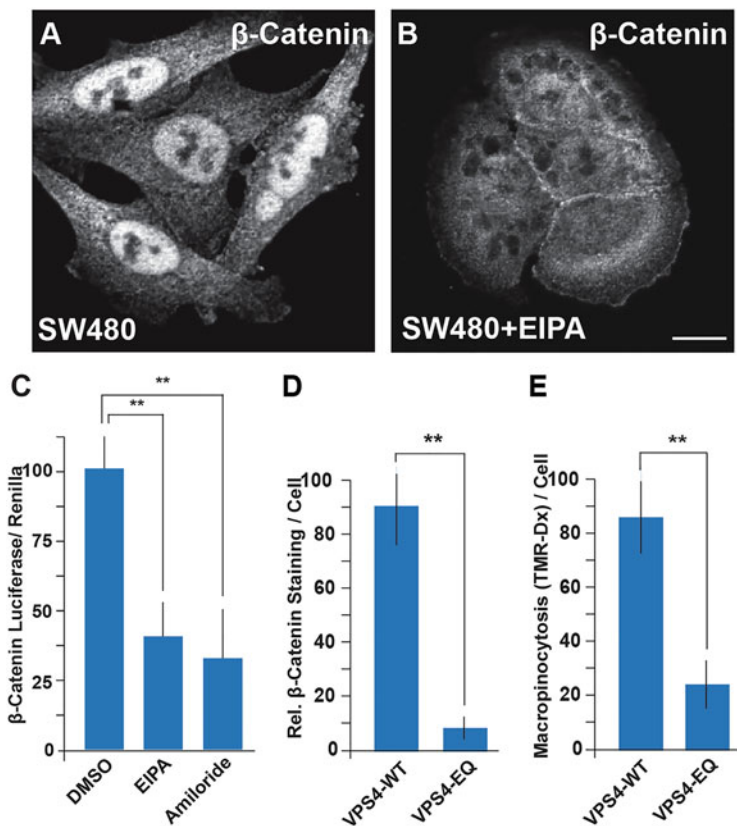 A
β-Catenin
SW480
B
β-Catenin
SW480+EIPA
C
**
**
β-Catenin Luciferase/ Renilla
100
75
50
25
0
DMSO
EIPA
Amiloride
D
**
Rel. β-Catenin Staining / Cell
100
80
60
40
20
0
VPS4-WT
VPS4-EQ
E
**
Macropinocytosis (TMR-Dx) / Cell
100
80
60
40
20
0
VPS4-WT
VPS4-EQ